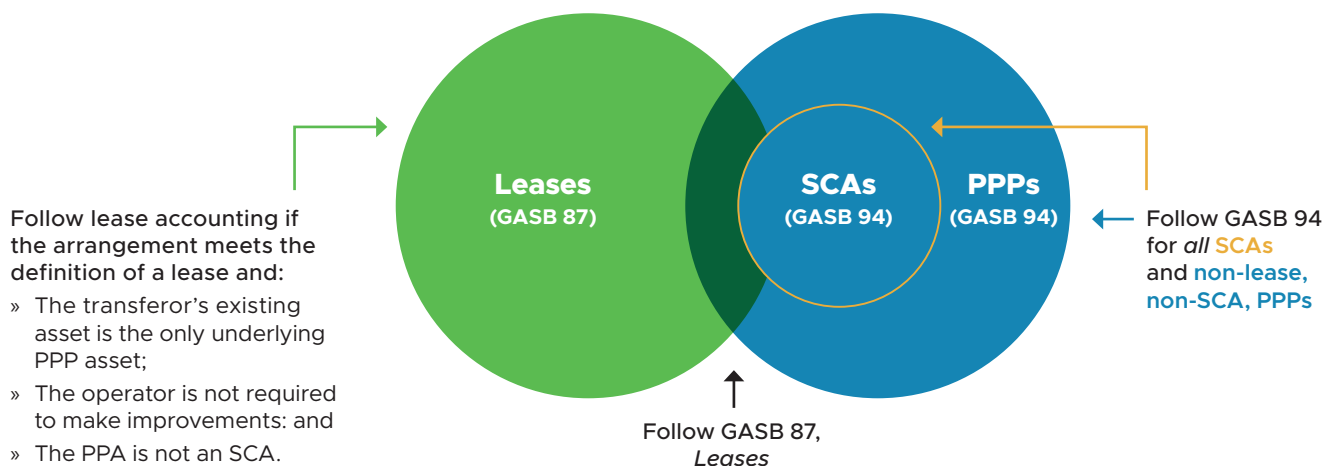 Leases
(GASB 87)
SCAs
(GASB 94)
PPPs
(GASB 94)
Follow lease accounting if
the arrangement meets the
definition of a lease and:
» The transferor’s existing
asset is the only underlying
PPP asset;
» The operator is not required
to make improvements: and
» The PPA is not an SCA.
Follow GASB 94
for all SCAs
and non-lease,
non-SCA, PPPs
Follow GASB 87,
Leases